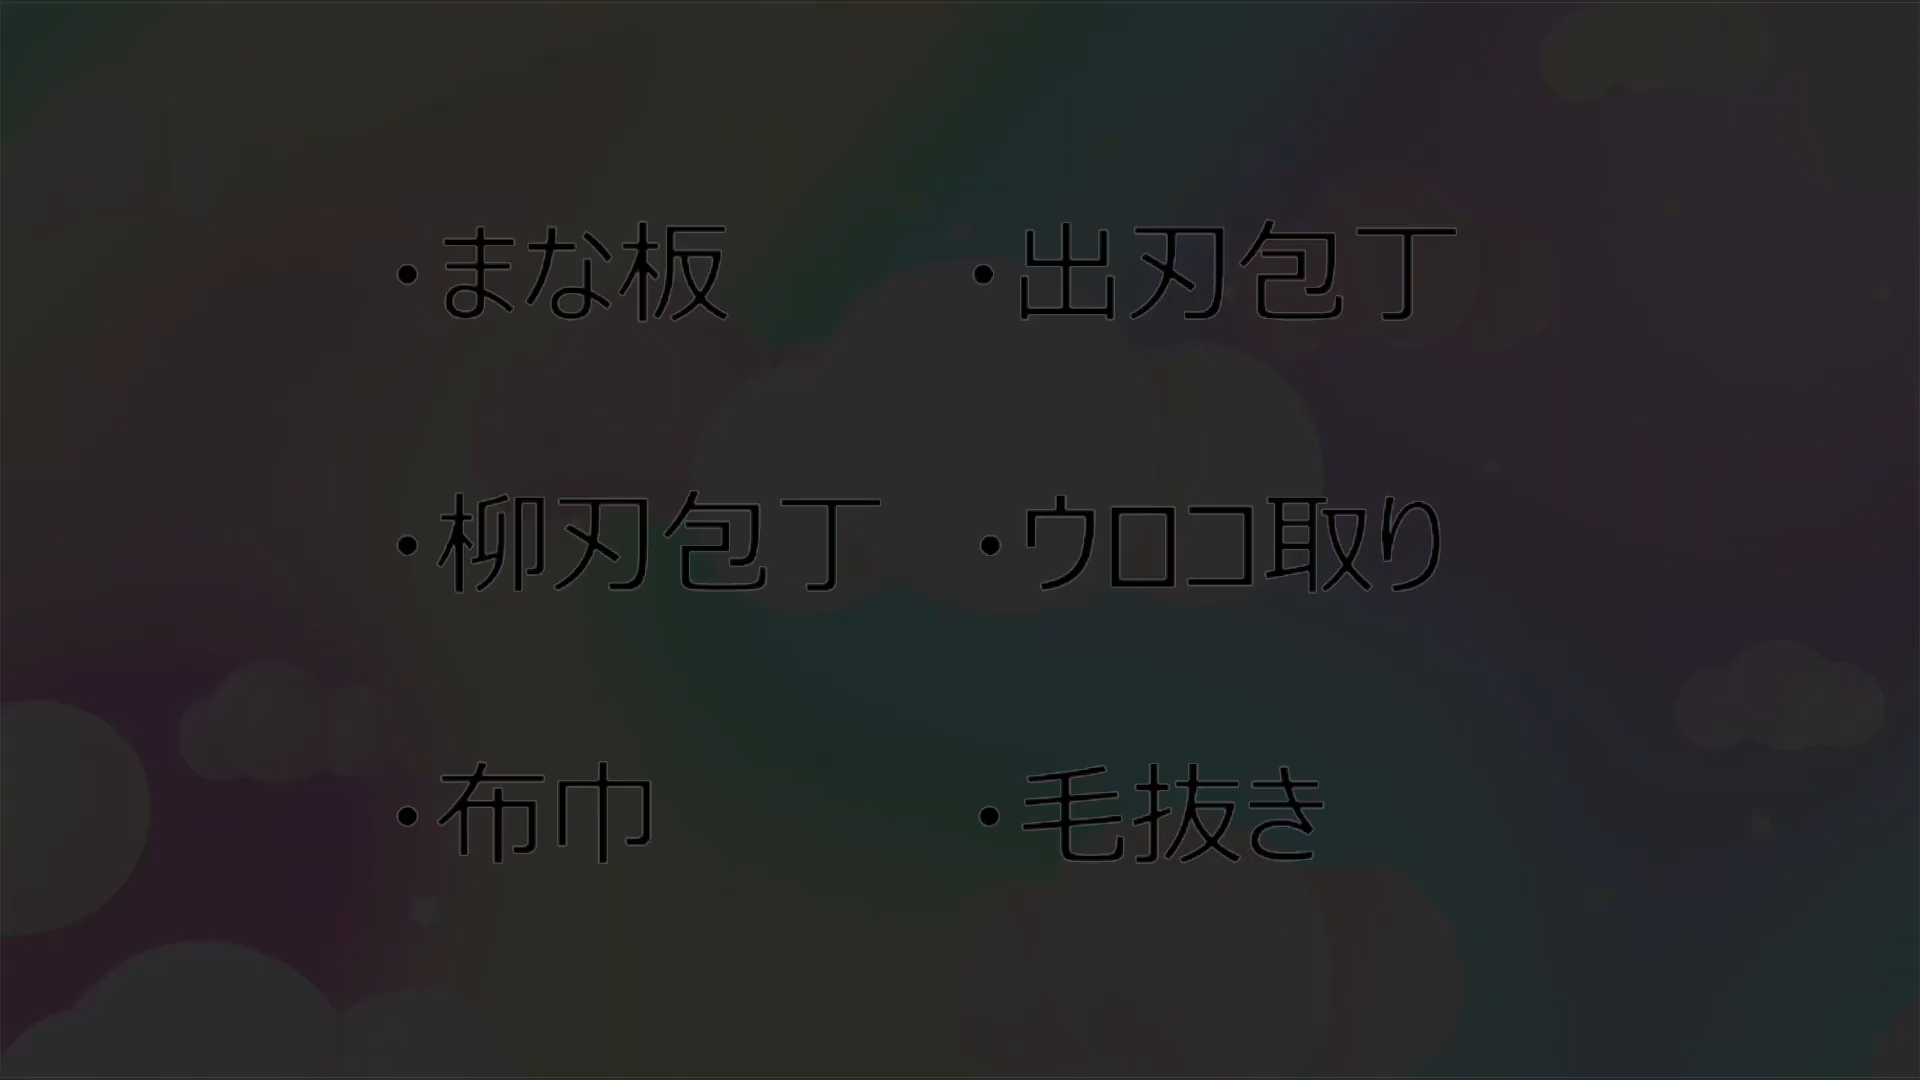 ・まな板
・出刃包丁
・柳刃包丁
・ウロコ取り
・布巾
・毛抜き